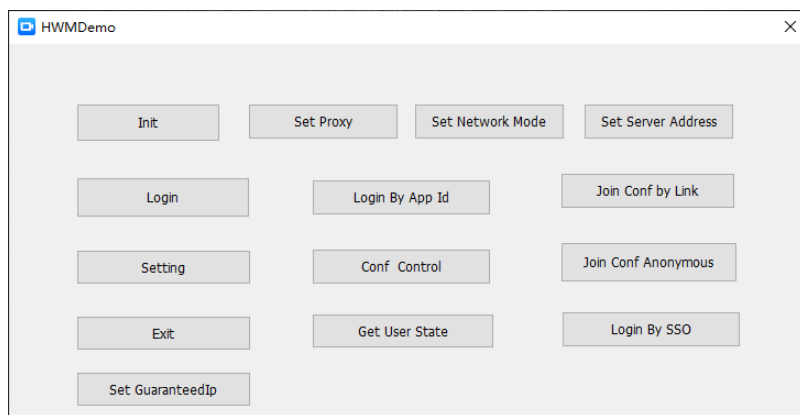 HWMDemo
Init
Set Proxy
Set Network Mode
Set Server Address
Login
Login By App Id
Join Conf by Link
Setting
Conf  Control
Join Conf Anonymous
Exit
Get User State
Login By SSO
Set GuaranteedIp